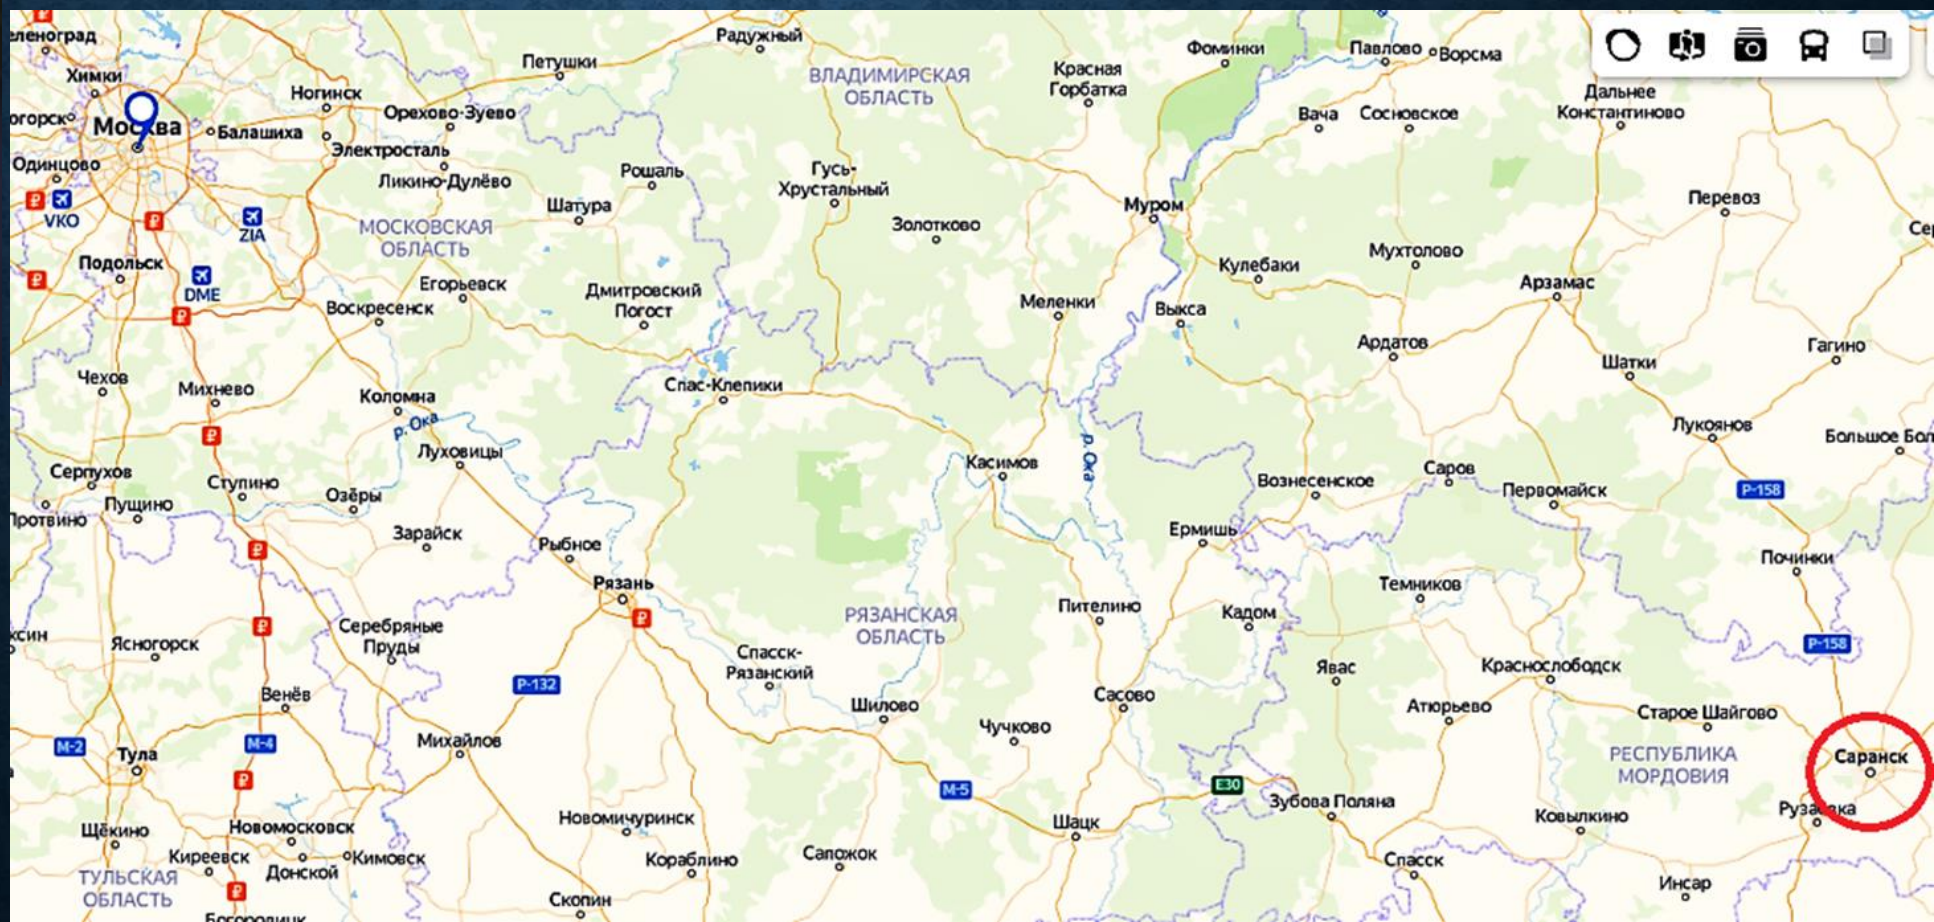 Радужный
Павлово
Фоминки
Ворсма
Петушки
Химки
ВЛАДИМИРСКАЯ
ОБЛАСТЬ
Красная
Горбатка
Ногинск
Дальнее
Константиново
Орехово-Зуево
Вача
Сосновское
Москва
Балашиха
Электросталь
Одинцово
Рошаль
Гусь-
Хрустальный
Ликино-Дулёво
Перевоз
Шатура
Муром
VKO
ZIA
МОСКОВСКАЯ
ОБЛАСТЬ
Золотково
Мухтолово
Подольск
Кулебаки
DME
Егорьевск
Дмитровский
Погост
Арзамас
Воскресенск
Меленки
Выкса
Ардатов
Гагино
Шатки
Чехов
Михнево
Спас-Клепики
Коломна
р. Ока
Лукоянов
Большое Бол
Луховицы
р. Ока
Касимов
Саров
Серпухов
Ступино
Озёры
Вознесенское
Первомайск
Р-158
Пущино
Протвино
Зарайск
Рыбное
Ермишь
Починки
Рязань
Темников
Пителино
Кадом
РЯЗАНСКАЯ
ОБЛАСТЬ
Серебряные
Пруды
Ясногорск
Р-158
Спасск-
Рязанский
Явас
Краснослободск
Р-132
Венёв
Шилово
Сасово
Атюрьево
Старое Шайгово
Чучково
М-2
Тула
М-4
Михайлов
РЕСПУБЛИКА
МОРДОВИЯ
Саранск
М-5
E30
Зубова Поляна
Рузаевка
Щёкино
Новомосковск
Новомичуринск
Шацк
Ковылкино
Киреевск
Донской
Кимовск
Кораблино
Сапожок
Спасск
ТУЛЬСКАЯ
ОБЛАСТЬ
Скопин
Инсар